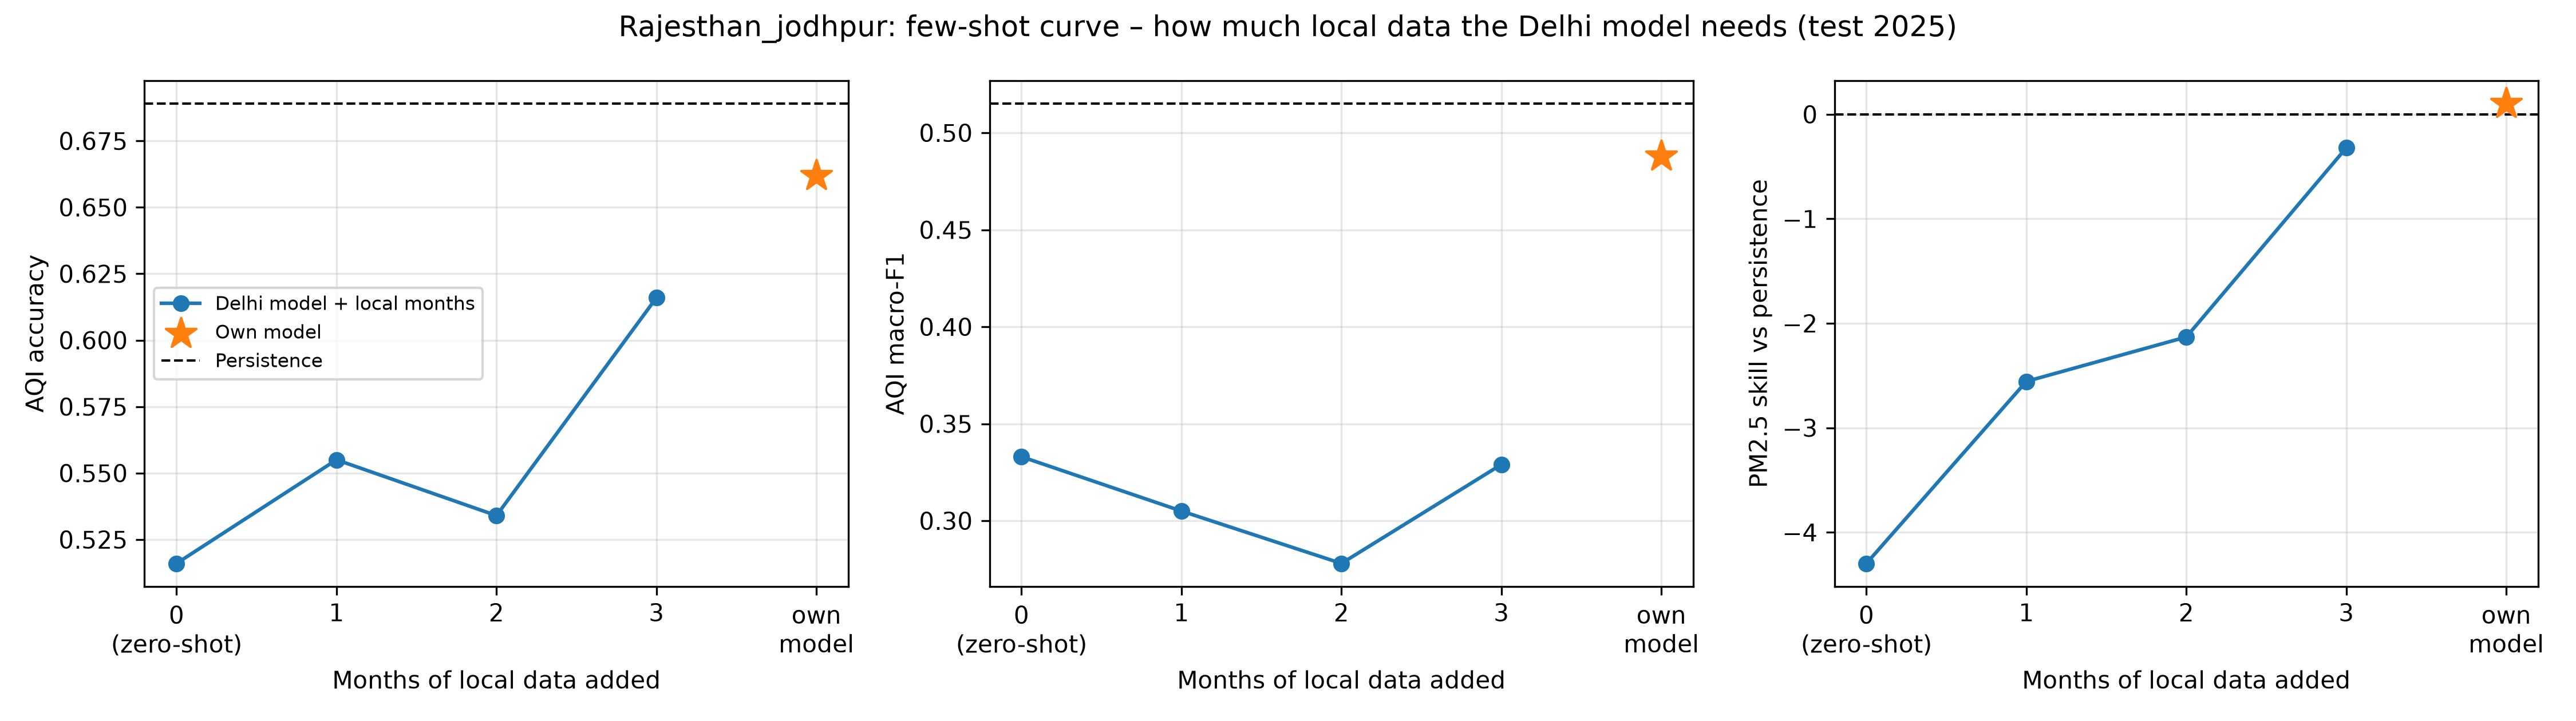 Rajesthan_jodhpur: few-shot curve – how much local data the Delhi model needs (test 2025)
AQI accuracy
0.675
0.650
0.625
0.600
0.575
0.550
0.525
Delhi model + local months
Own model
Persistence
0
(zero-shot)
1
2
3
own
model
Months of local data added
AQI macro-F1
0.50
0.45
0.40
0.35
0.30
0
(zero-shot)
1
2
3
own
model
Months of local data added
PM2.5 skill vs persistence
0
−1
−2
−3
−4
0
(zero-shot)
1
2
3
own
model
Months of local data added